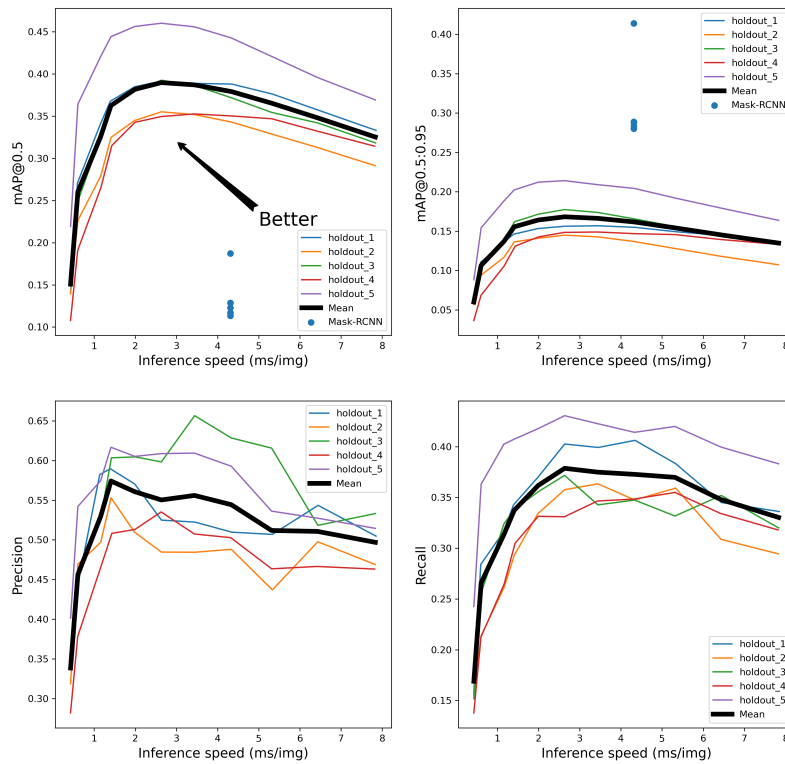 mAP@0.5
0.45
0.40
0.35
0.30
0.25
0.20
0.15
0.10
Better
holdout_1
holdout_2
holdout_3
holdout_4
holdout_5
Mean
Mask-RCNN
1 2 3 4 5 6 7 8
Inference speed (ms/img)
mAP@0.5:0.95
0.40
0.35
0.30
0.25
0.20
0.15
0.10
0.05
holdout_1
holdout_2
holdout_3
holdout_4
holdout_5
Mean
Mask-RCNN
1 2 3 4 5 6 7 8
Inference speed (ms/img)
Precision
0.65
0.60
0.55
0.50
0.45
0.40
0.35
0.30
holdout_1
holdout_2
holdout_3
holdout_4
holdout_5
Mean
1 2 3 4 5 6 7 8
Inference speed (ms/img)
Recall
0.40
0.35
0.30
0.25
0.20
0.15
holdout_1
holdout_2
holdout_3
holdout_4
holdout_5
Mean
1 2 3 4 5 6 7 8
Inference speed (ms/img)